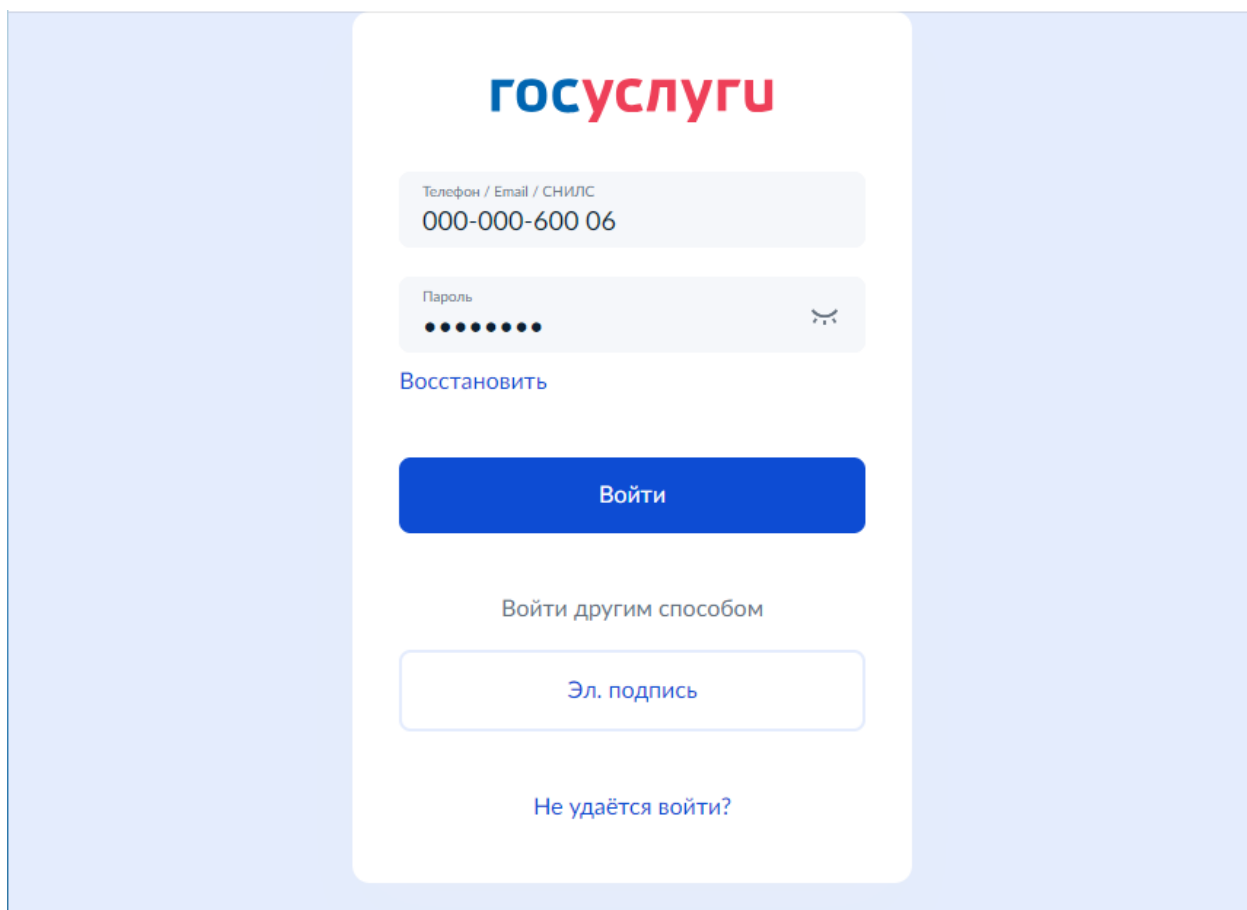 госуслуги
Телефон / Email / СНИЛС
000-000-600 06
Пароль
••••••••
Восстановить
Войти
Войти другим способом
Эл. подпись
Не удаётся войти?